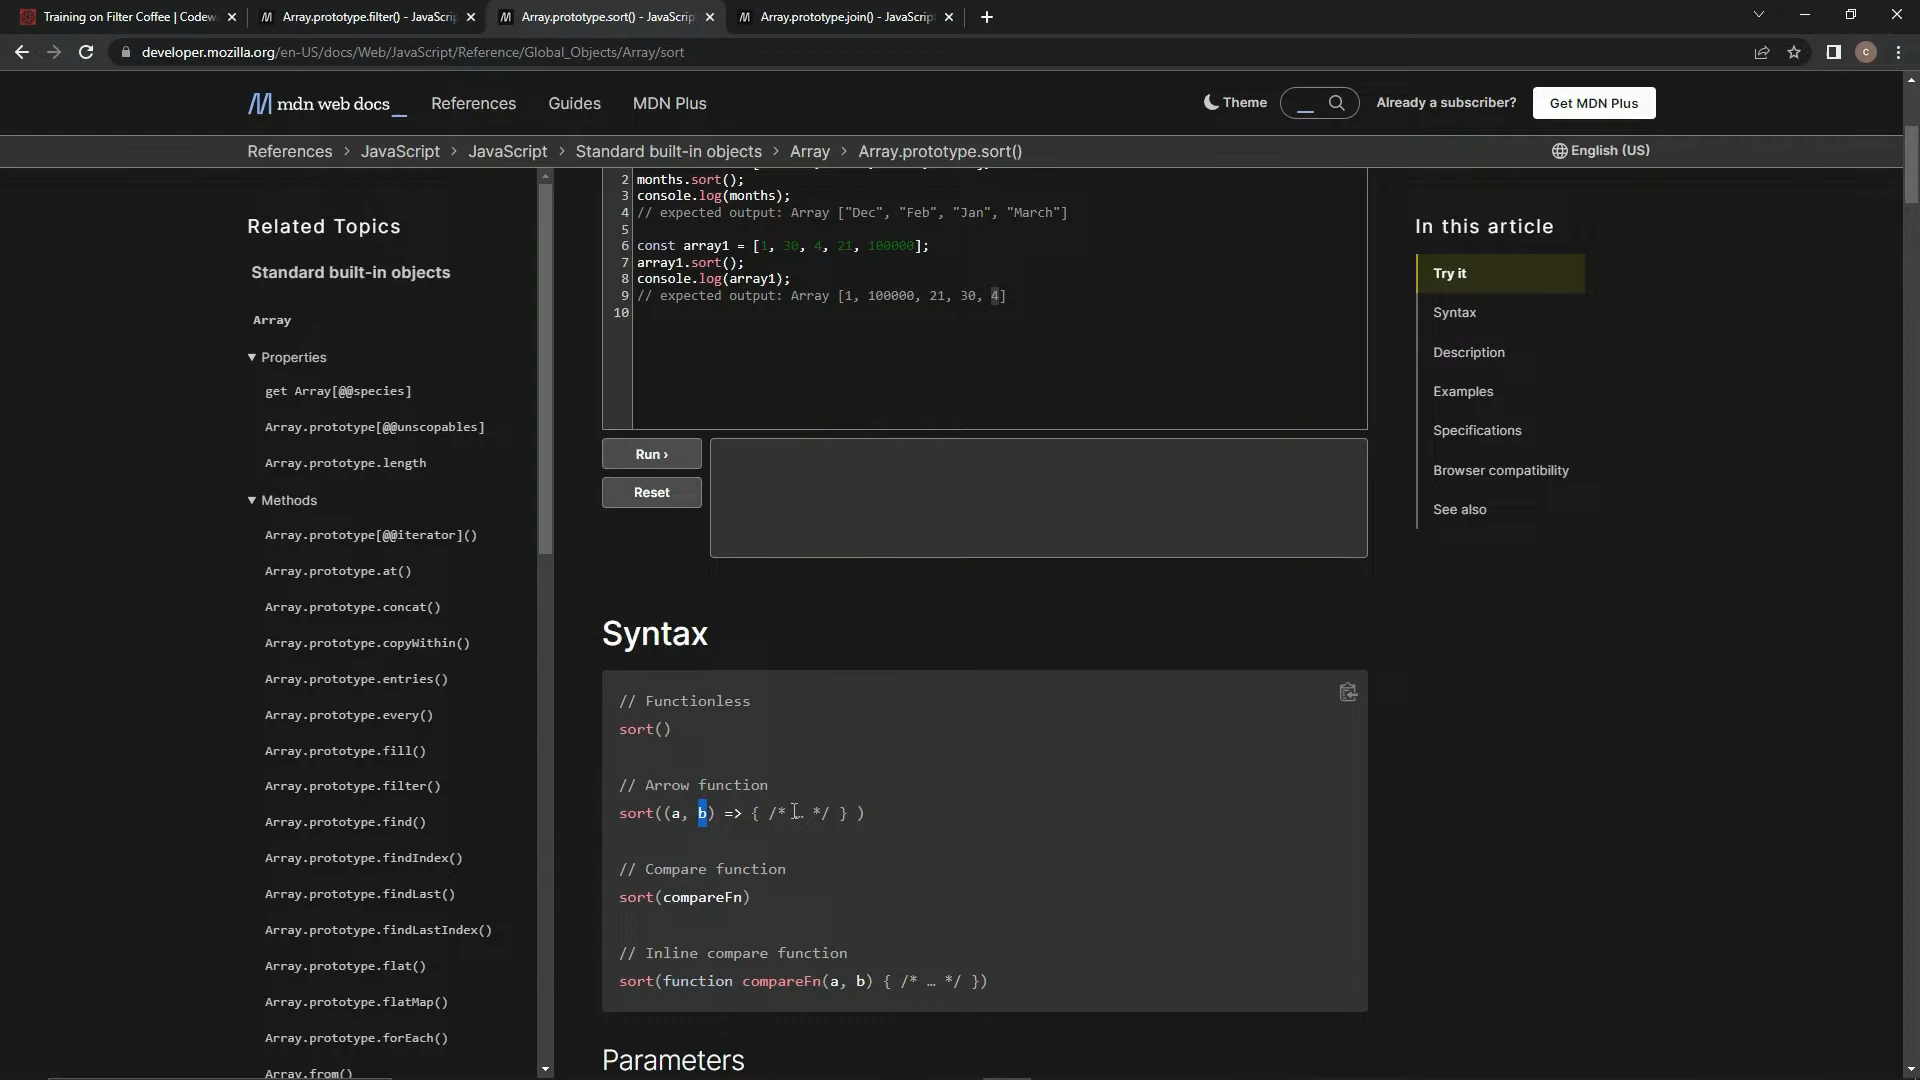 Training on Filter Coffee | Codew
Array.prototype.filter() - JavaScrip
Array.prototype.sort() - JavaScrip
Array.prototype.join() - JavaScript
developer.mozilla.org/en-US/docs/Web/JavaScript/Reference/Global_Objects/Array/sort
C
mdn web docs_
References
Guides
MDN Plus
Theme
Already a subscriber?
Get MDN Plus
References > JavaScript > JavaScript > Standard built-in objects > Array > Array.prototype.sort()
English (US)
Related Topics
Standard built-in objects
Array
Properties
get Array[@@species]
Array.prototype[@@unscopables]
Array.prototype.length
Methods
Array.prototype[@@iterator]()
Array.prototype.at()
Array.prototype.concat()
Array.prototype.copyWithin()
Array.prototype.entries()
Array.prototype.every()
Array.prototype.fill()
Array.prototype.filter()
Array.prototype.find()
Array.prototype.findIndex()
Array.prototype.findLast()
Array.prototype.findLastIndex()
Array.prototype.flat()
Array.prototype.flatMap()
Array.prototype.forEach()
Array.from()
2 months.sort();
3 console.log(months);
4 // expected output: Array ["Dec", "Feb", "Jan", "March"]
5
6 const array1 = [1, 30, 4, 21, 100000];
7 array1.sort();
8 console.log(array1);
9 // expected output: Array [1, 100000, 21, 30, 4]
10
Run ›
Reset
Syntax
// Functionless
sort()
// Arrow function
sort((a, b) => { /* … */ } )
// Compare function
sort(compareFn)
// Inline compare function
sort(function compareFn(a, b) { /* … */ })
Parameters
In this article
Try it
Syntax
Description
Examples
Specifications
Browser compatibility
See also